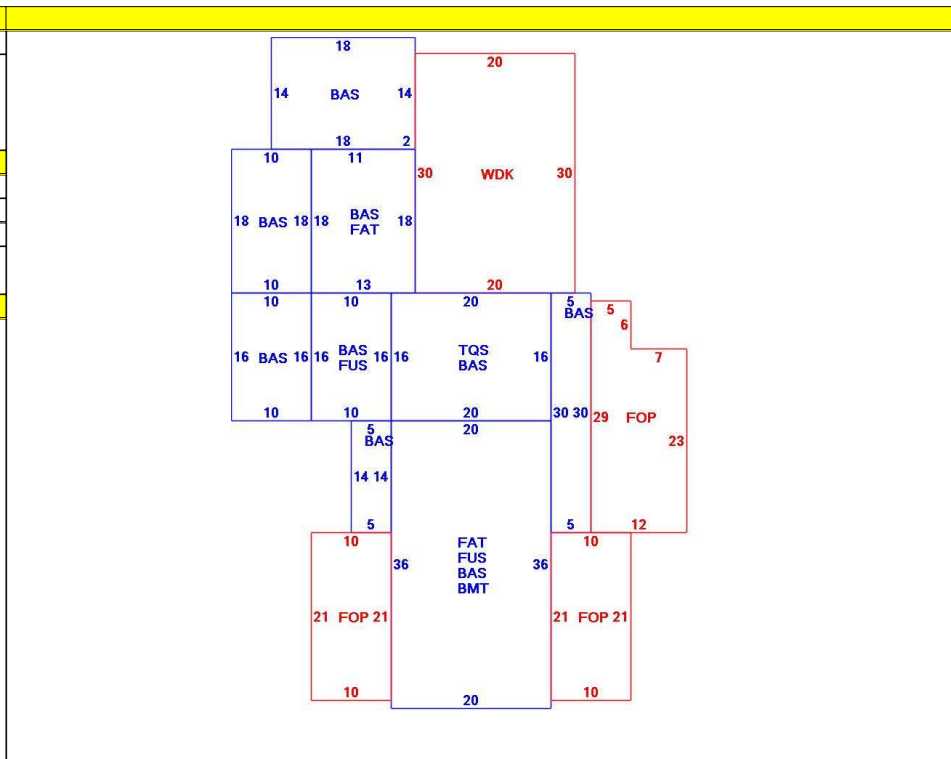 18
20
14 BAS 14
18 2
10 11
30 WDK 30
18 BAS 18 18 BAS 18
FAT
10 13 20
10 10 20 5
BAS 5
6
16 BAS 16 16 BAS 16 16 TQS 16
FUS BAS
7
10 10 20 30 30 29 FOP
5 20
BAS 23
14 14
5 5 12
10 10
FAT
FUS
36 BAS 36
BMT
21 FOP 21 21 FOP 21
10 20 10